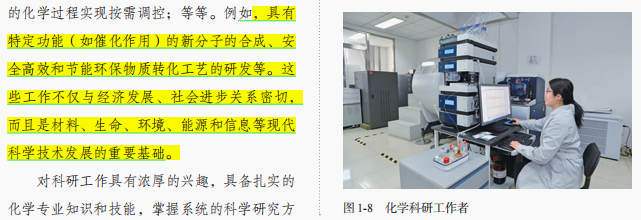 的化学过程实现按需调控；等等。例如，具有
特定功能（如催化作用）的新分子的合成、安
全高效和节能环保物质转化工艺的研发等。这
些工作不仅与经济发展、社会进步关系密切，
而且是材料、生命、环境、能源和信息等现代
科学技术发展的重要基础。
对科研工作具有浓厚的兴趣，具备扎实的
化学专业知识和技能，掌握系统的科学研究方
图 1-8 化学科研工作者